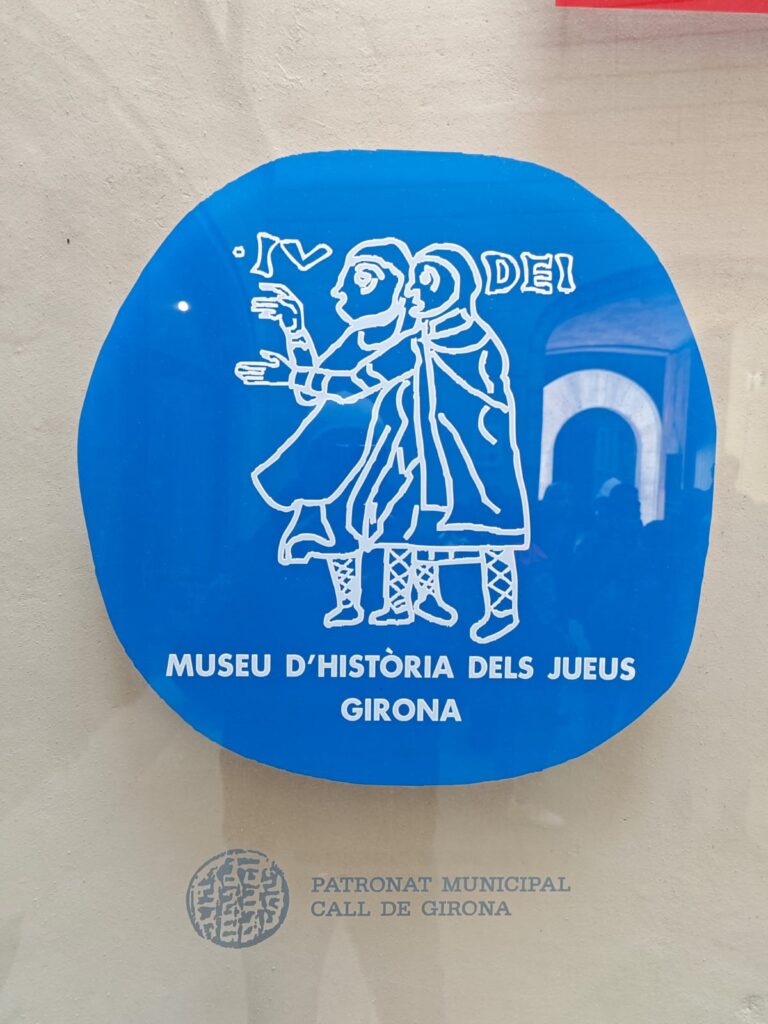 ·IV DEI
MUSEU D'HISTÒRIA DELS JUEUS
GIRONA
PATRONAT MUNICIPAL
CALL DE GIRONA